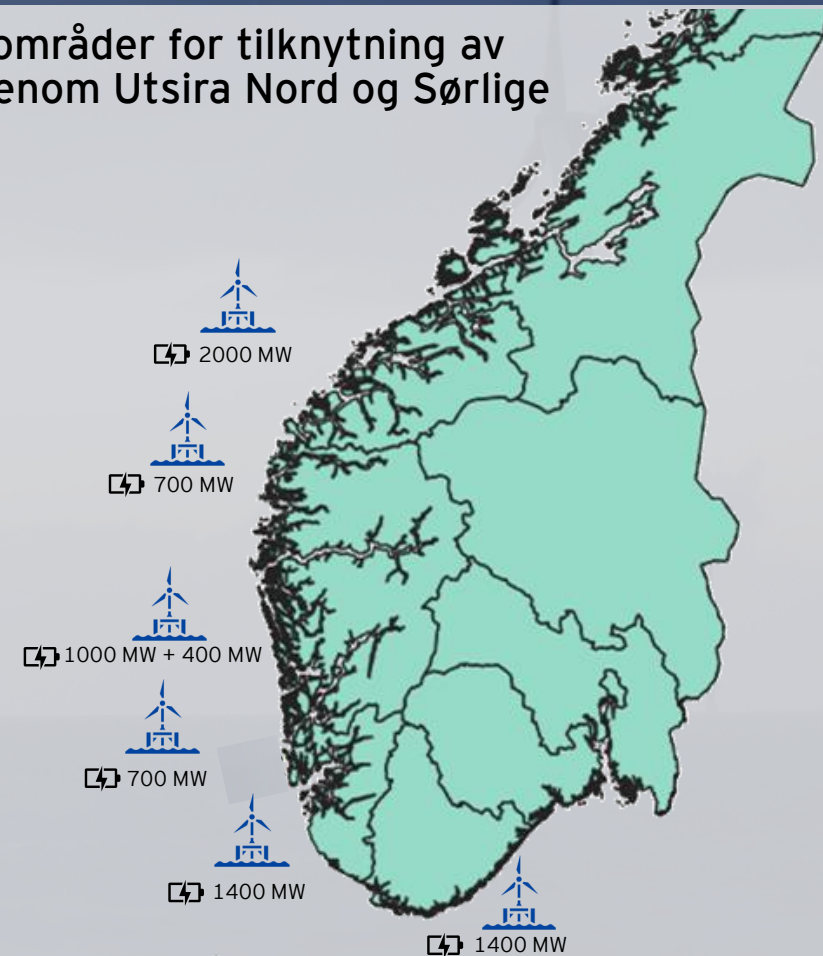 områder for tilknytning av
enom Utsira Nord og Sørlige
2000 MW
700 MW
1000 MW + 400 MW
700 MW
1400 MW
1400 MW